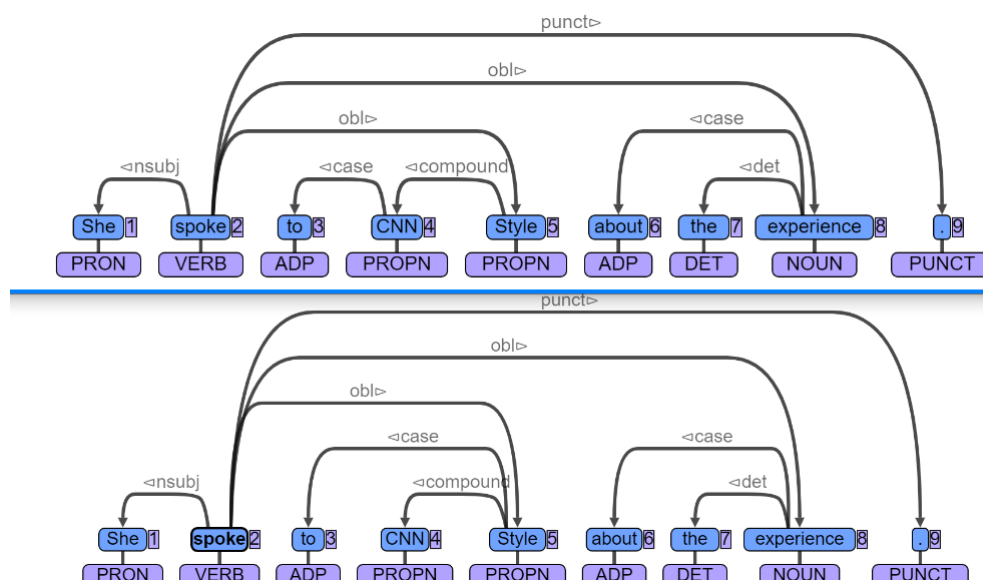 punct▹
obl▹
obl▹ ◃case
◃nsubj ◃case ◃compound ◃det
She 1 spoke 2 to 3 CNN 4 Style 5 about 6 the 7 experience 8 . 9
PRON VERB ADP PROPN PROPN ADP DET NOUN PUNCT
punct▹
obl▹
obl▹
◃case ◃case
◃nsubj ◃compound ◃det
She 1 spoke 2 to 3 CNN 4 Style 5 about 6 the 7 experience 8 . 9
PRON VERB ADP PROPN PROPN ADP DET NOUN PUNCT